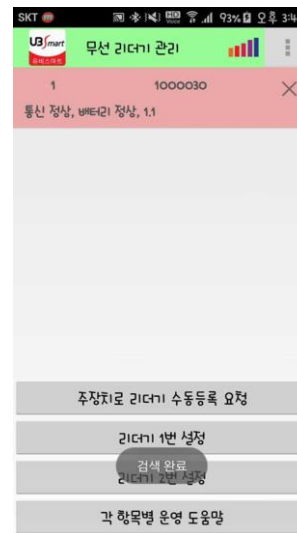 SKT 93% 오후 3:4
UBSmart
유비스마트
무선 리더기 관리
1 1000030
통신 정상, 배터리 정상, 1.1
주장치로 리더기 수동등록 요청
리더기 1번 설정
검색 완료
리더기 2번 설정
각 항목별 운영 도움말